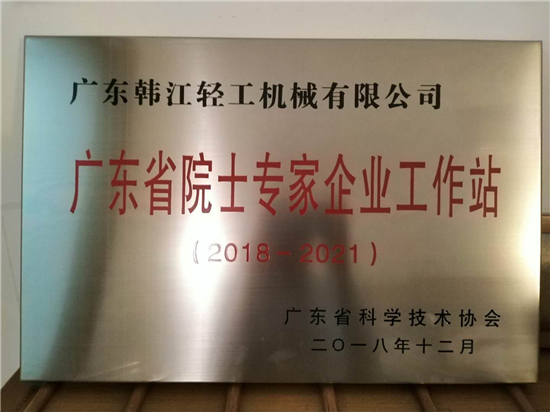 广东韩江轻工机械有限公司
广东省院士专家企业工作站
(2018-2021)
广东省科学技术协会
二〇一八年十二月